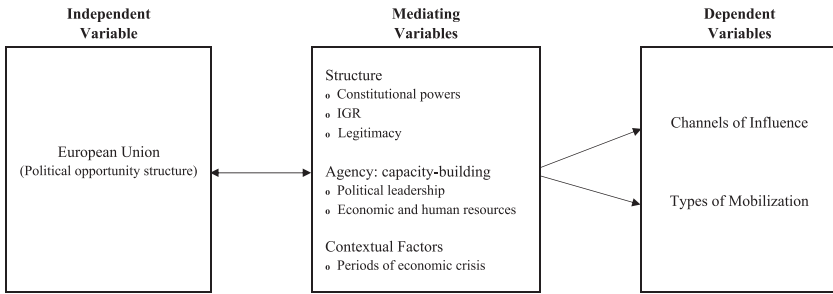 Independent
Variable
European Union
(Political opportunity structure)
Mediating
Variables
Structure
o Constitutional powers
o IGR
o Legitimacy
Agency: capacity-building
o Political leadership
o Economic and human resources
Contextual Factors
o Periods of economic crisis
Dependent
Variables
Channels of Influence
Types of Mobilization